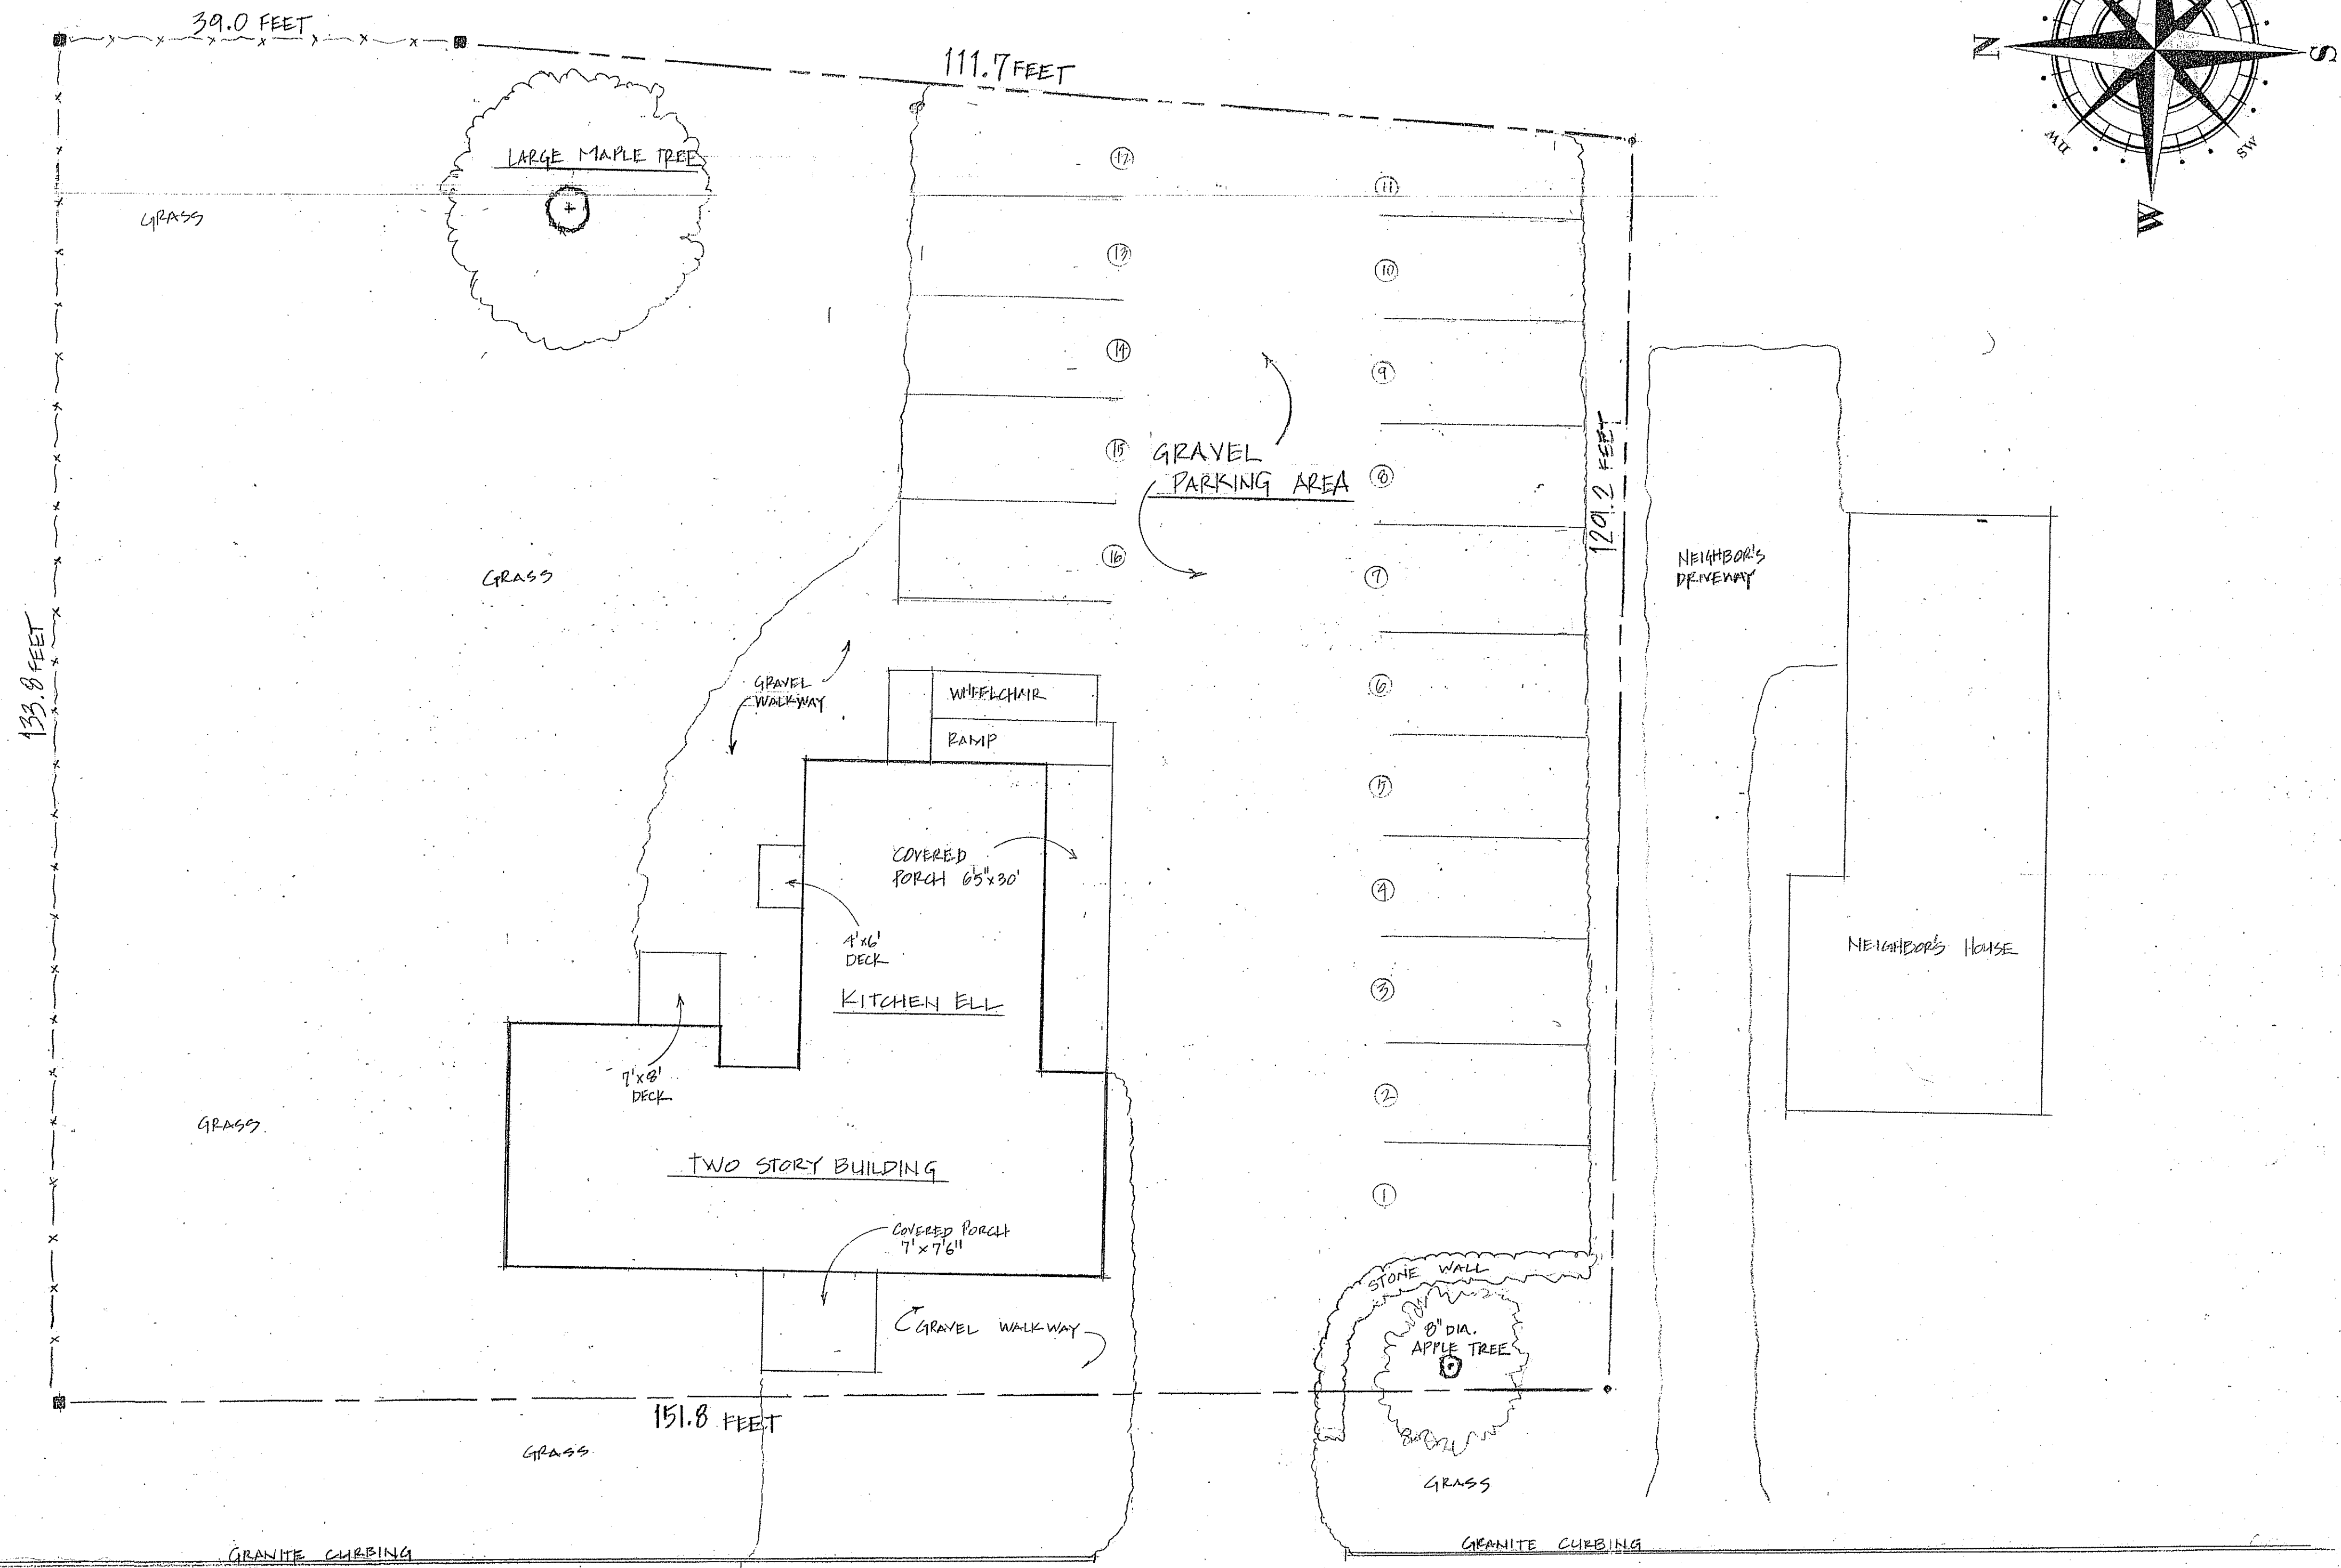 39.0 FEET
111.7 FEET
N
S
NW
SW
W
LARGE MAPLE TREE
GRASS
12
11
13
10
14
9
15
GRAVEL
PARKING AREA
8
129.2 FEET
16
7
NEIGHBOR'S
DRIVEWAY
GRASS
133.8 FEET
GRAVEL
WALKWAY
WHEELCHAIR
RAMP
6
5
COVERED
PORCH 6'5"x30'
4
4'x6'
DECK
KITCHEN ELL
3
NEIGHBOR'S HOUSE
7'x8'
DECK
2
GRASS
TWO STORY BUILDING
1
COVERED PORCH
7'x7'6"
STONE WALL
GRAVEL WALKWAY
8" DIA.
APPLE TREE
151.8 FEET
GRASS
GRASS
GRANITE CURBING
GRANITE CURBING